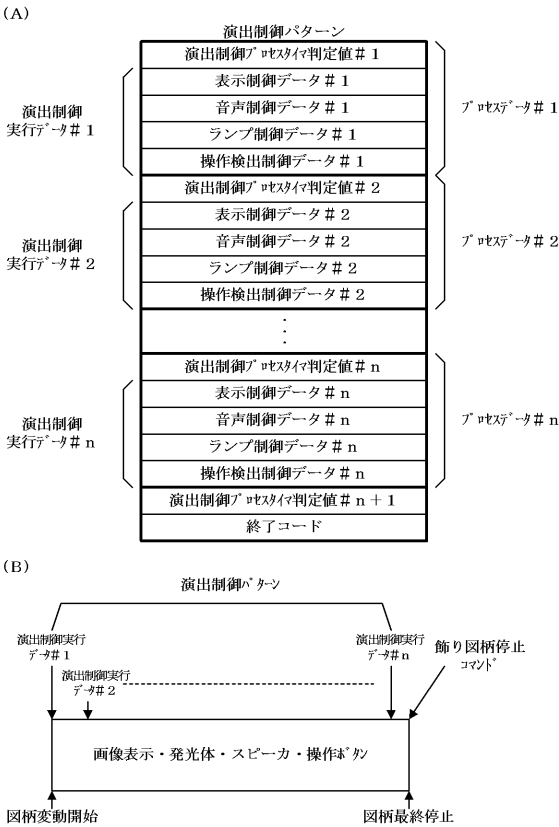 (A)
演出制御パターン
演出制御ﾌﾟﾛｾｽﾀｲﾏ判定値＃１
表示制御データ＃１
音声制御データ＃１
ランプ制御データ＃１
操作検出制御データ＃１
演出制御
実行ﾃﾞｰﾀ＃１
ﾌﾟﾛｾｽﾃﾞｰﾀ＃１
演出制御ﾌﾟﾛｾｽﾀｲﾏ判定値＃２
表示制御データ＃２
音声制御データ＃２
ランプ制御データ＃２
操作検出制御データ＃２
演出制御
実行ﾃﾞｰﾀ＃２
ﾌﾟﾛｾｽﾃﾞｰﾀ＃２
演出制御ﾌﾟﾛｾｽﾀｲﾏ判定値＃ｎ
表示制御データ＃ｎ
音声制御データ＃ｎ
ランプ制御データ＃ｎ
操作検出制御データ＃ｎ
演出制御
実行ﾃﾞｰﾀ＃ｎ
ﾌﾟﾛｾｽﾃﾞｰﾀ＃ｎ
演出制御ﾌﾟﾛｾｽﾀｲﾏ判定値＃ｎ＋１
終了コード
(B)
演出制御ﾊﾟﾀｰﾝ
演出制御実行
ﾃﾞｰﾀ＃１
演出制御実行
ﾃﾞｰﾀ＃２
演出制御実行
ﾃﾞｰﾀ＃ｎ
飾り図柄停止
ｺﾏﾝﾄﾞ
画像表示・発光体・スピーカ・操作ﾎﾞﾀﾝ
図柄変動開始
図柄最終停止